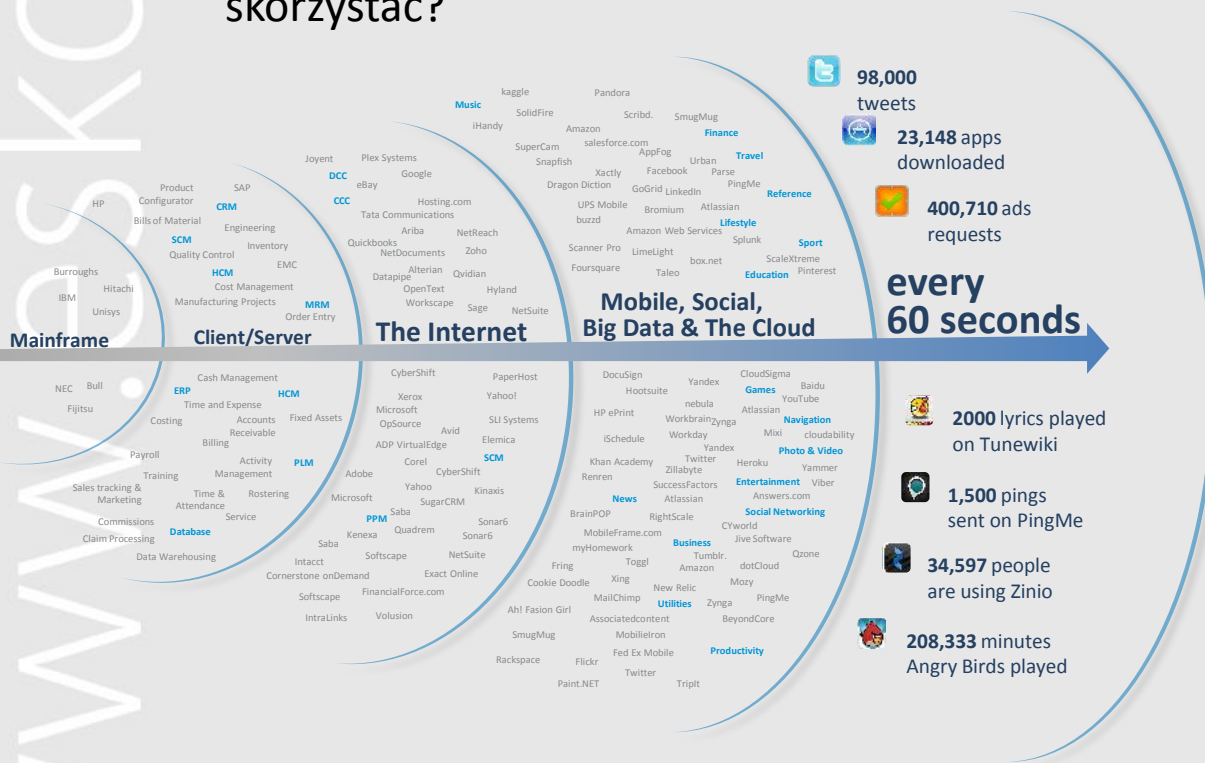 skorzystać?
www.esko
98,000
tweets
23,148 apps
downloaded
400,710 ads
requests
every
60 seconds
2000 lyrics played
on Tunewiki
1,500 pings
sent on PingMe
34,597 people
are using Zinio
208,333 minutes
Angry Birds played
Mainframe
HP
Burroughs
Hitachi
IBM
Unisys
NEC Bull
Fijitsu
Client/Server
Product
Configurator
SAP
CRM
Bills of Material
Engineering
SCM
Inventory
Quality Control
EMC
HCM
Cost Management
Manufacturing Projects
MRM
Order Entry
Cash Management
ERP
HCM
Time and Expense
Costing
Accounts
Receivable
Fixed Assets
Billing
Payroll
Activity
Management
PLM
Training
Sales tracking &
Marketing
Time &
Attendance
Rostering
Commissions
Service
Claim Processing
Database
Data Warehousing
The Internet
Joyent
Plex Systems
DCC
Google
eBay
CCC
Hosting.com
Tata Communications
Ariba
NetReach
Quickbooks
NetDocuments
Zoho
Alterian
Datapipe
Qvidian
OpenText
Hyland
Workscape
Sage
NetSuite
CyberShift
PaperHost
Xerox
Yahoo!
Microsoft
OpSource
SLI Systems
Avid
ADP VirtualEdge
Elemica
Corel
SCM
Adobe
CyberShift
Yahoo
Kinaxis
Microsoft
SugarCRM
Saba
PPM
Quadrem
Sonar6
Kenexa
Sonar6
Saba
Softscape
NetSuite
Intacct
Cornerstone onDemand
Exact Online
Softscape
FinancialForce.com
IntraLinks
Volusion
Mobile, Social,
Big Data & The Cloud
kaggle
Pandora
Music
SolidFire
Scribd.
SmugMug
iHandy
Amazon
Finance
SuperCam
salesforce.com
AppFog
Snapfish
Urban
Travel
Xactly
Facebook
Parse
Dragon Diction
GoGrid
LinkedIn
PingMe
Reference
UPS Mobile
Bromium
Atlassian
buzzd
Lifestyle
Amazon Web Services
Splunk
Sport
Scanner Pro
LimeLight
box.net
ScaleXtreme
Foursquare
Taleo
Education
Pinterest
DocuSign
CloudSigma
Hootsuite
Yandex
Games
Baidu
YouTube
nebula
HP ePrint
Atlassian
Workbrain
Zynga
Navigation
iSchedule
Workday
Mixi
cloudability
Yandex
Photo & Video
Khan Academy
Twitter
Heroku
Yammer
Renren
Zillabyte
SuccessFactors
Entertainment
Viber
News
Atlassian
Answers.com
BrainPOP
RightScale
Social Networking
MobileFrame.com
CYworld
myHomework
Business
Jive Software
Fring
Toggl
Tumblr.
Qzone
Amazon
dotCloud
Cookie Doodle
Xing
New Relic
Mozy
MailChimp
Utilities
Zynga
PingMe
Ah! Fasion Girl
Associatedcontent
BeyondCore
SmugMug
MobilieIron
Fed Ex Mobile
Productivity
Rackspace
Flickr
Twitter
Paint.NET
TripIt